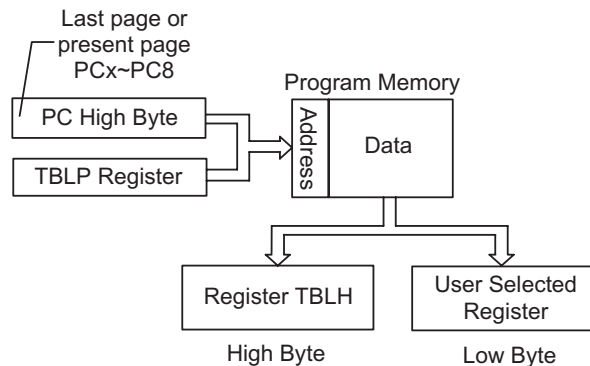 Last page or
present page
PCx~PC8
Program Memory
PC High Byte
TBLP Register
Address
Data
Register TBLH
User Selected
Register
High Byte
Low Byte